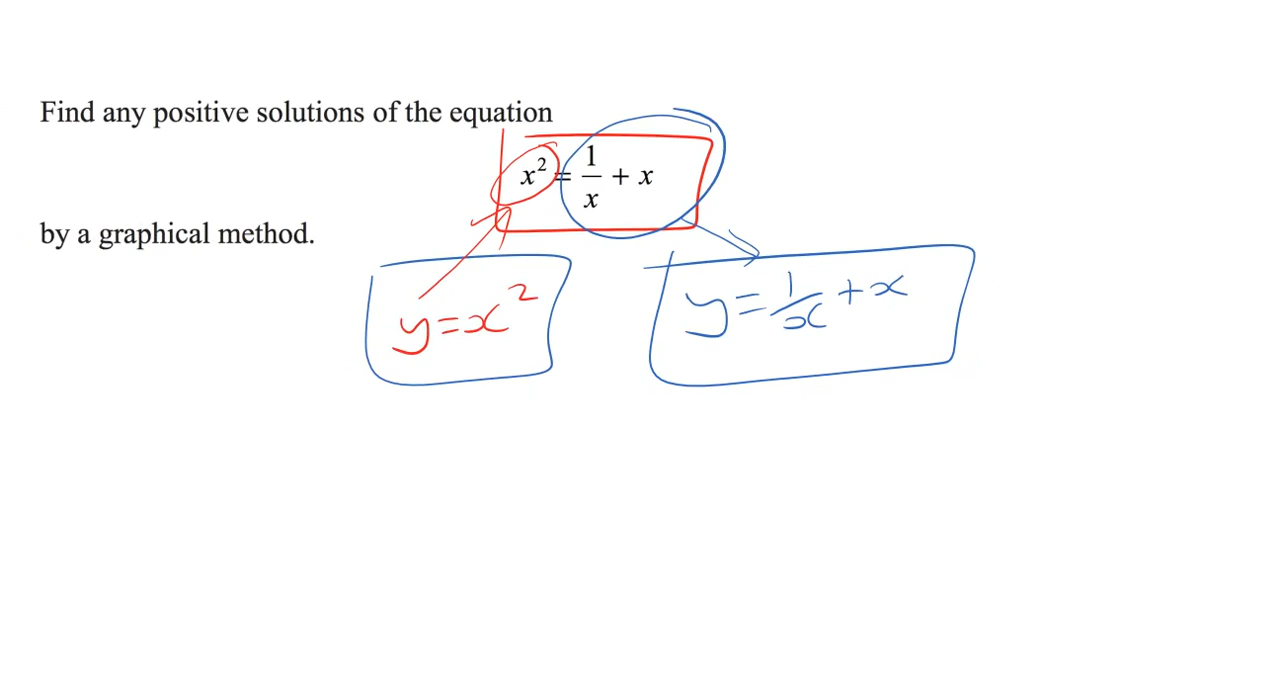 Find any positive solutions of the equation
x² = 1/x + x
by a graphical method.
y = x²
y = 1/x + x